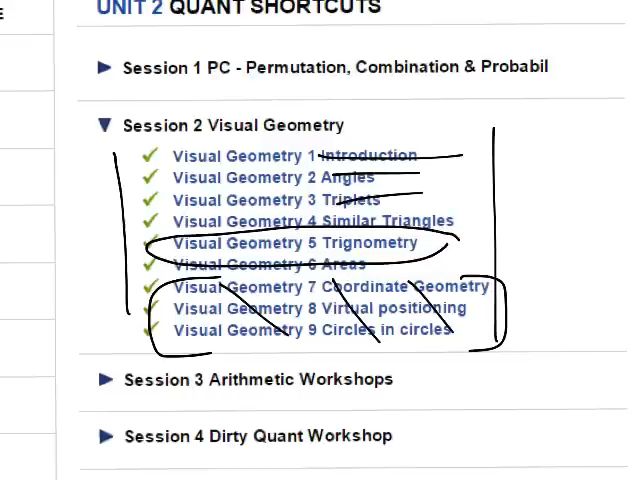 E
UNIT 2 QUANT SHORTCUTS
Session 1 PC - Permutation, Combination & Probabil
Session 2 Visual Geometry
Visual Geometry 1 Introduction
Visual Geometry 2 Angles
Visual Geometry 3 Triplets
Visual Geometry 4 Similar Triangles
Visual Geometry 5 Trignometry
Visual Geometry 6 Areas
Visual Geometry 7 Coordinate Geometry
Visual Geometry 8 Virtual positioning
Visual Geometry 9 Circles in circles
Session 3 Arithmetic Workshops
Session 4 Dirty Quant Workshop